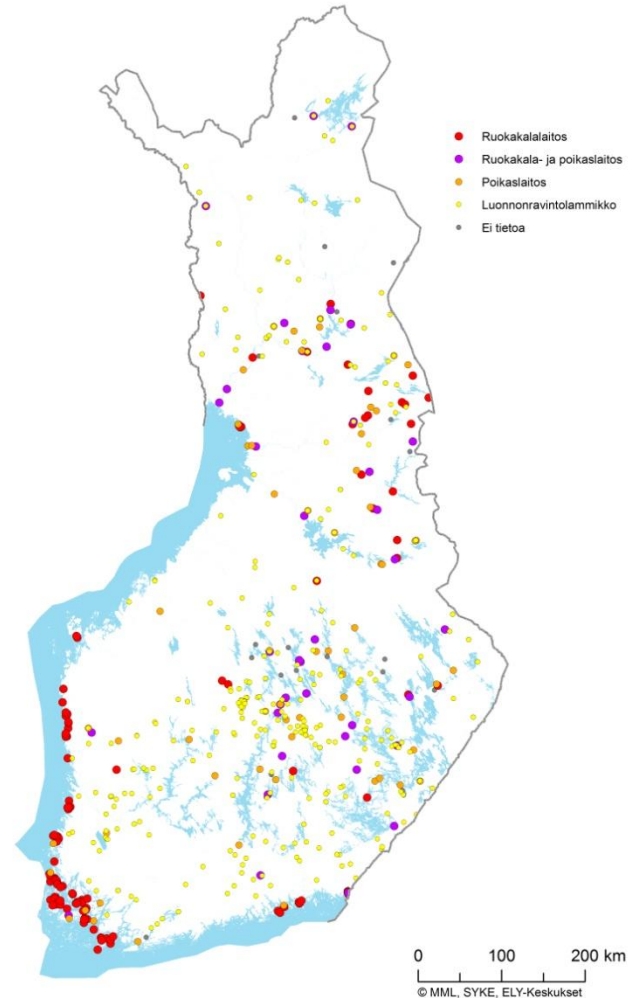 Ruokakalalaitos
Ruokakala- ja poikaslaitos
Poikaslaitos
Luonnonravintolammikko
Ei tietoa
0 100 200 km
© MML, SYKE, ELY-Keskukset